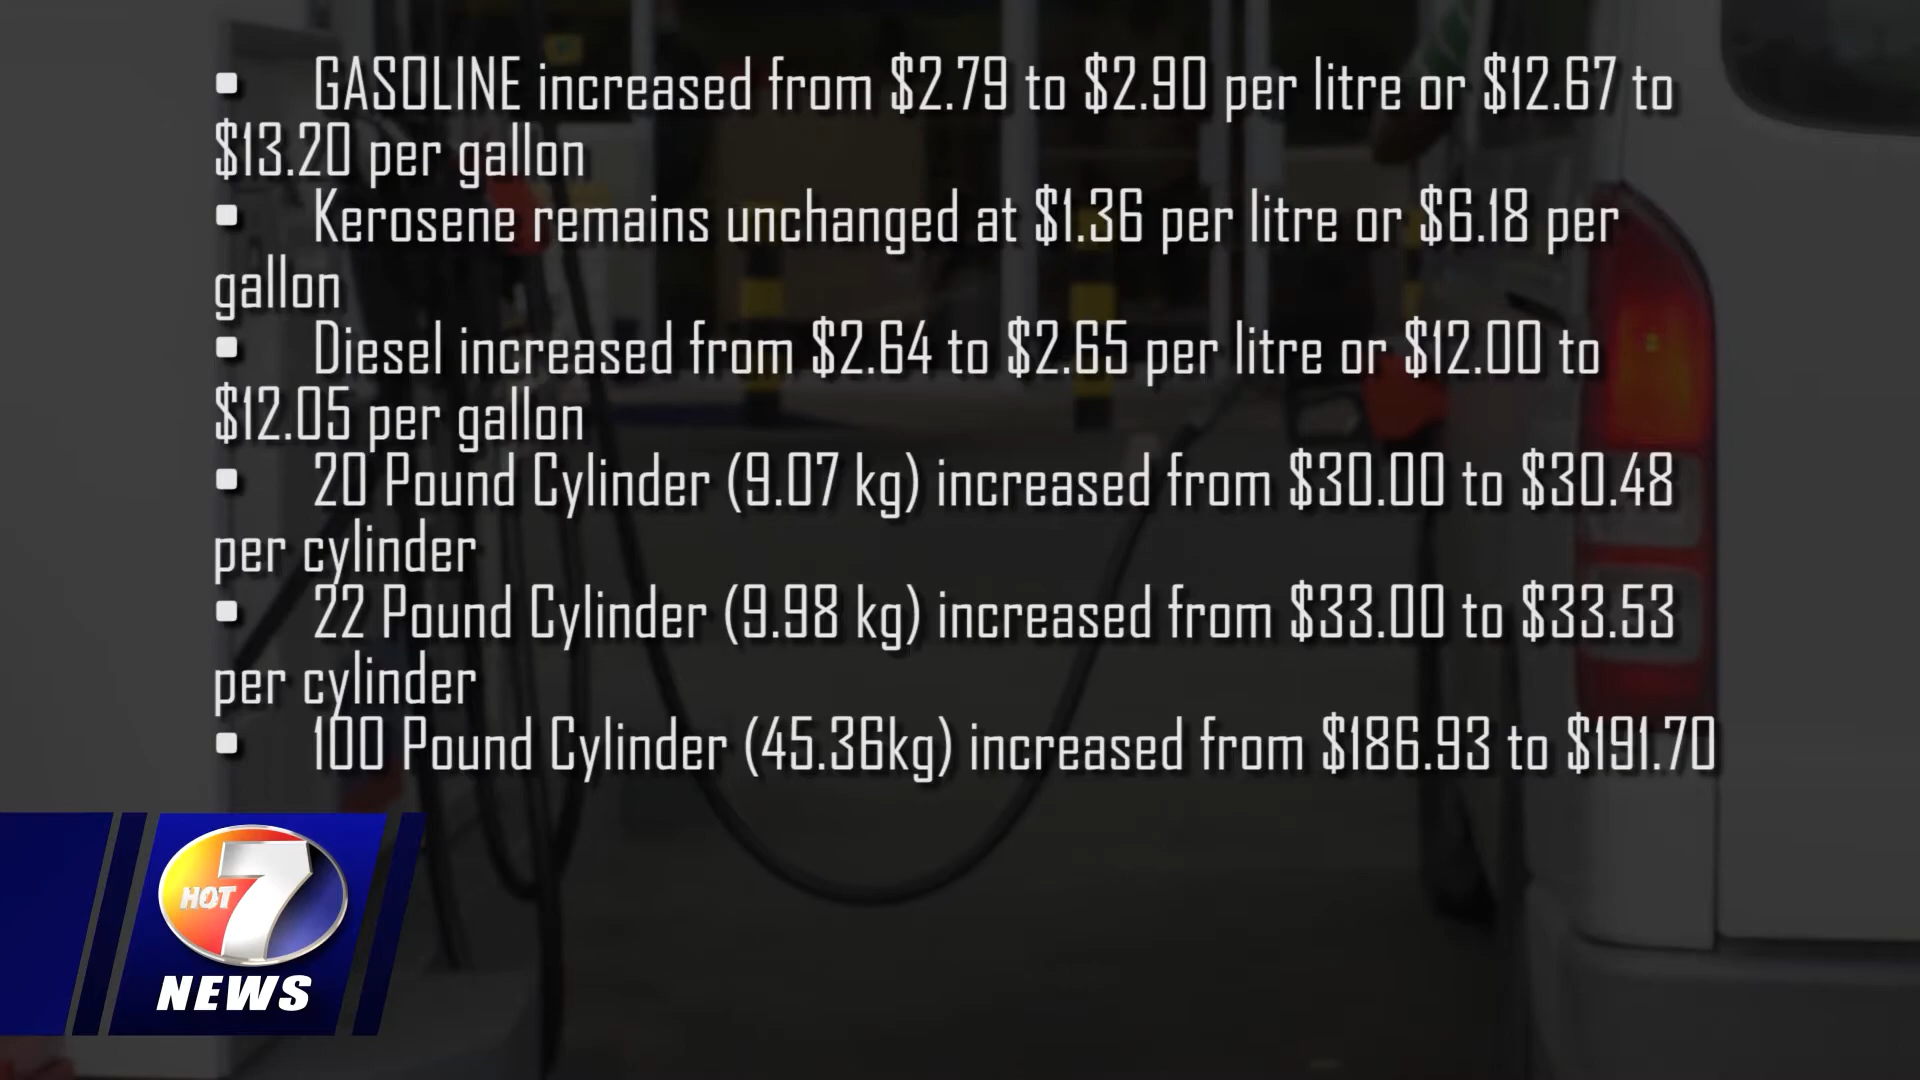 ▪ GASOLINE increased from $2.79 to $2.90 per litre or $12.67 to
$13.20 per gallon
▪ Kerosene remains unchanged at $1.36 per litre or $6.18 per
gallon
▪ Diesel increased from $2.64 to $2.65 per litre or $12.00 to
$12.05 per gallon
▪ 20 Pound Cylinder (9.07 kg) increased from $30.00 to $30.48
per cylinder
▪ 22 Pound Cylinder (9.98 kg) increased from $33.00 to $33.53
per cylinder
▪ 100 Pound Cylinder (45.36kg) increased from $186.93 to $191.70
HOT 7
NEWS